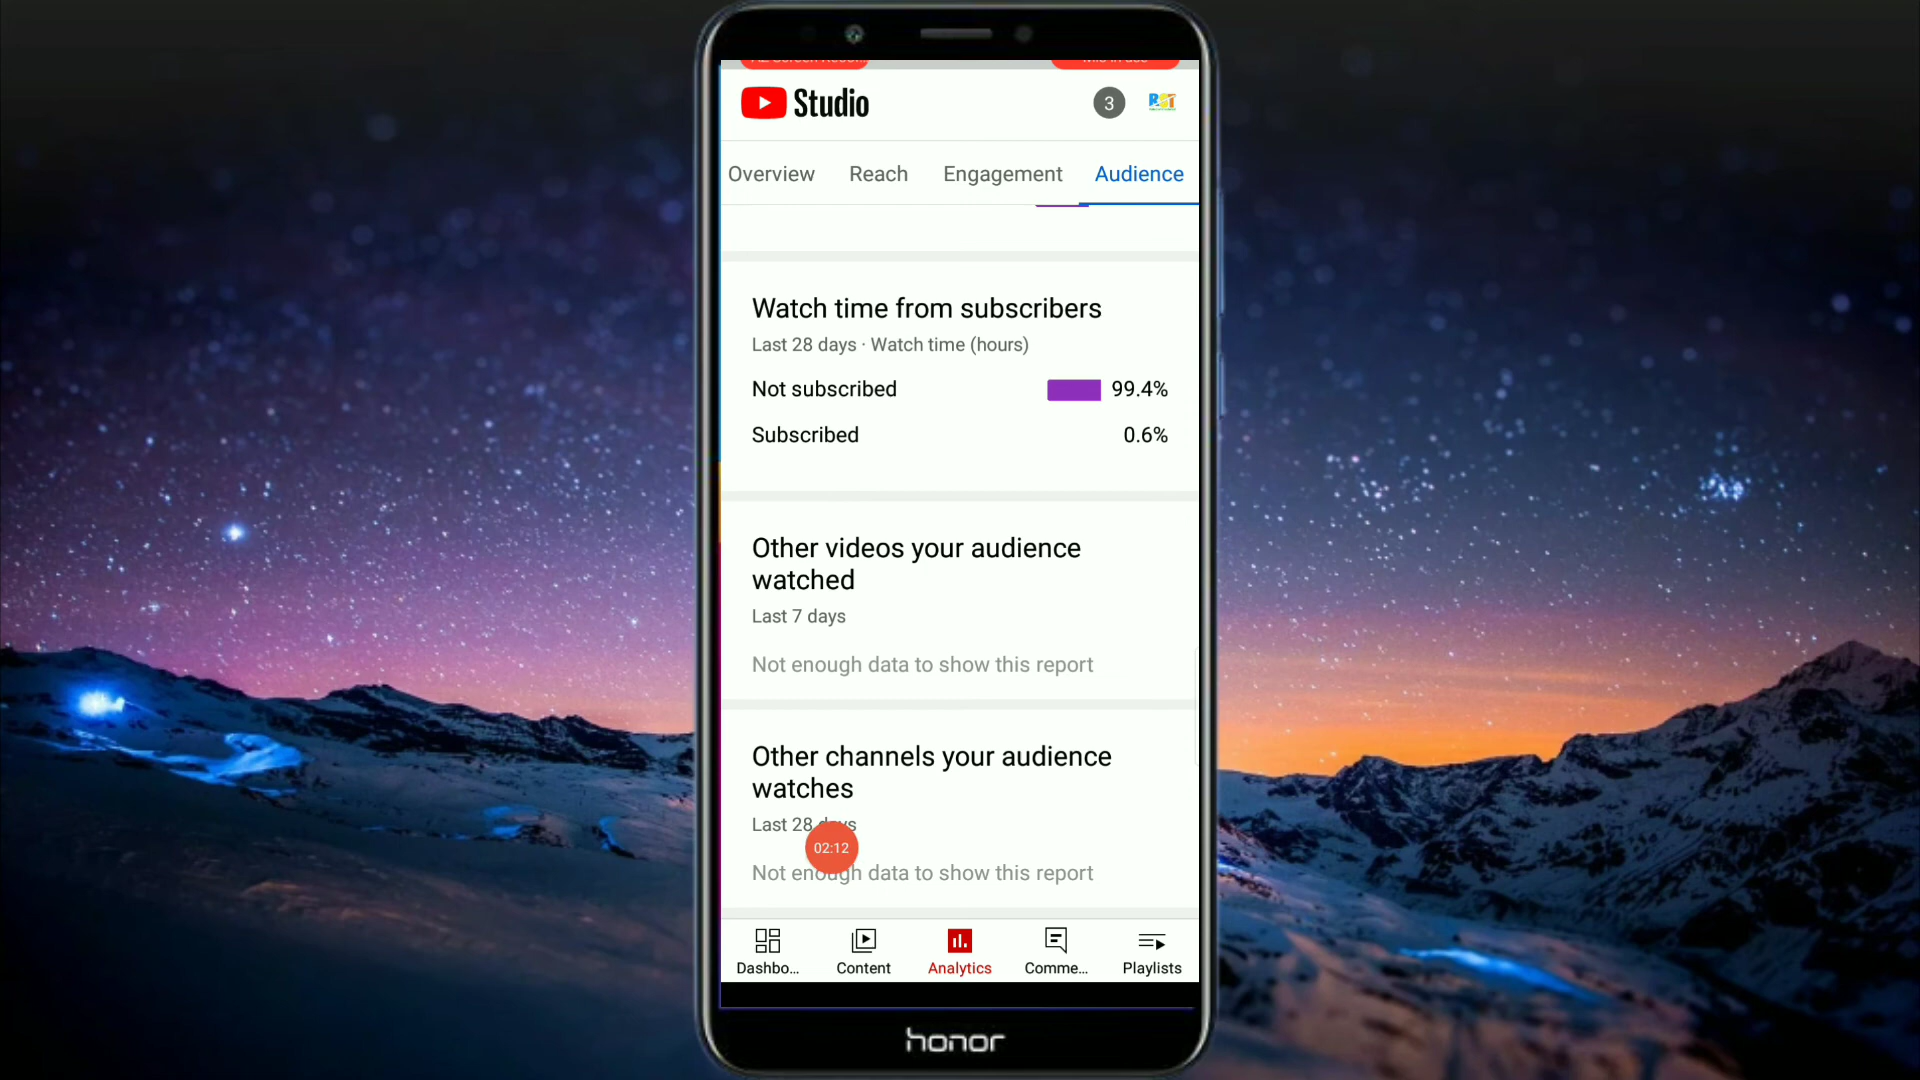 Studio
3
Overview Reach Engagement Audience
Watch time from subscribers
Last 28 days · Watch time (hours)
Not subscribed 99.4%
Subscribed 0.6%
Other videos your audience
watched
Last 7 days
Not enough data to show this report
Other channels your audience
watches
Last 28 days
02:12
Not enough data to show this report
Dashbo... Content Analytics Comme... Playlists
honor